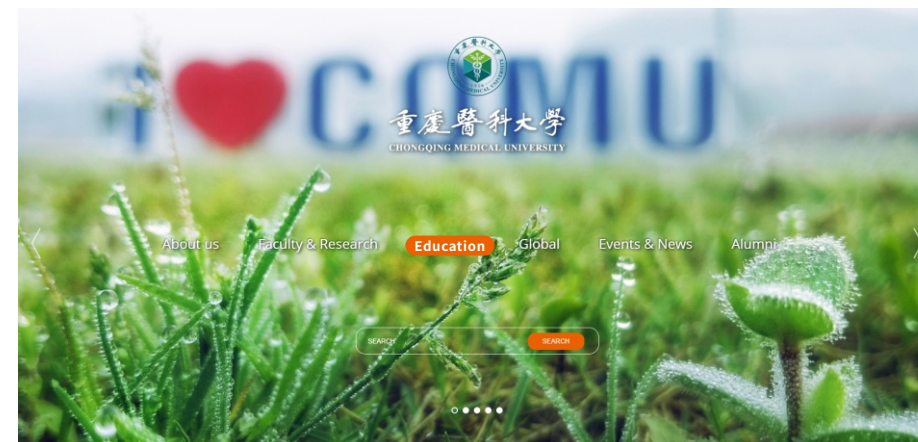 I ❤ CQMU
重慶醫科大學
CHONGQING MEDICAL UNIVERSITY
About us Faculty & Research Education Global Events & News Alumni
SEARCH SEARCH